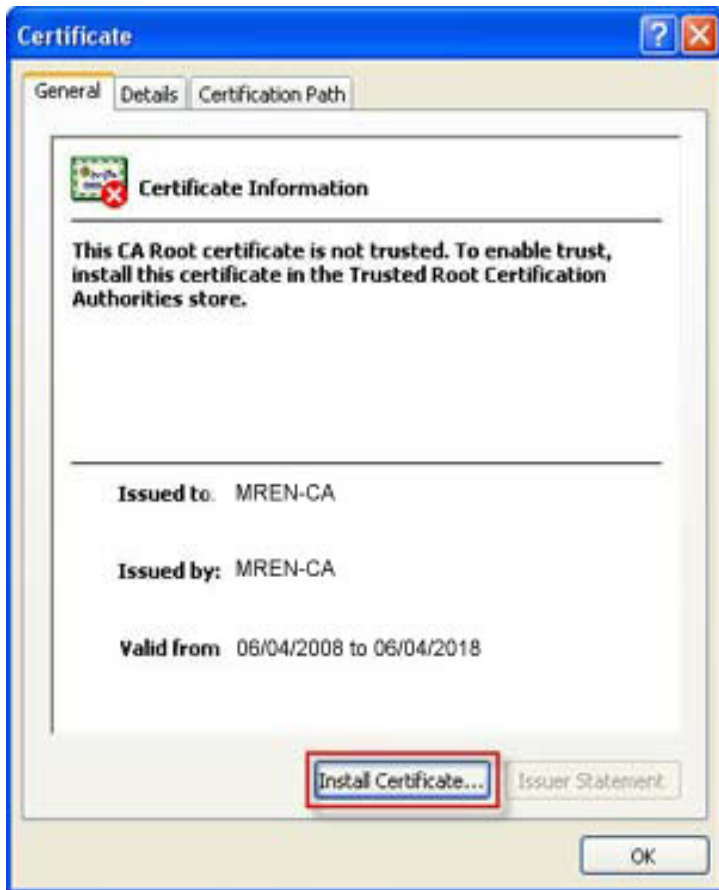 Certificate
General Details Certification Path
Certificate Information
This CA Root certificate is not trusted. To enable trust,
install this certificate in the Trusted Root Certification
Authorities store.
Issued to: MREN-CA
Issued by: MREN-CA
Valid from 06/04/2008 to 06/04/2018
Install Certificate... Issuer Statement
OK